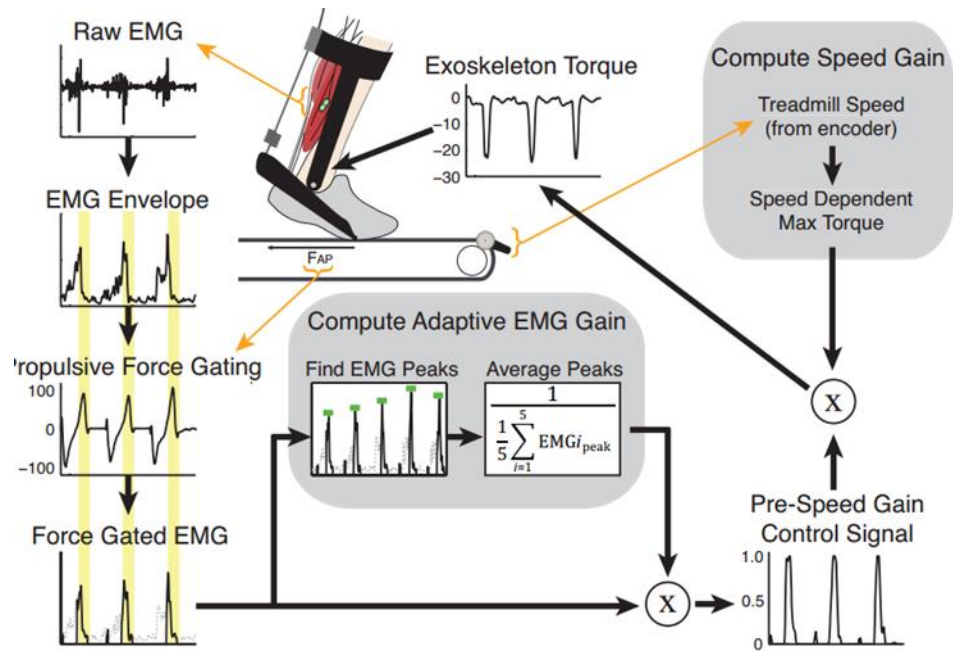 Raw EMG
EMG Envelope
Propulsive Force Gating
100
0
-100
Force Gated EMG
FAP
Exoskeleton Torque
0
-10
-20
-30
Compute Adaptive EMG Gain
Find EMG Peaks
Average Peaks
1
1/5 ∑ i=1 5 EMGi peak
Compute Speed Gain
Treadmill Speed
(from encoder)
Speed Dependent
Max Torque
X
X
Pre-Speed Gain
Control Signal
1.0
0.5
0